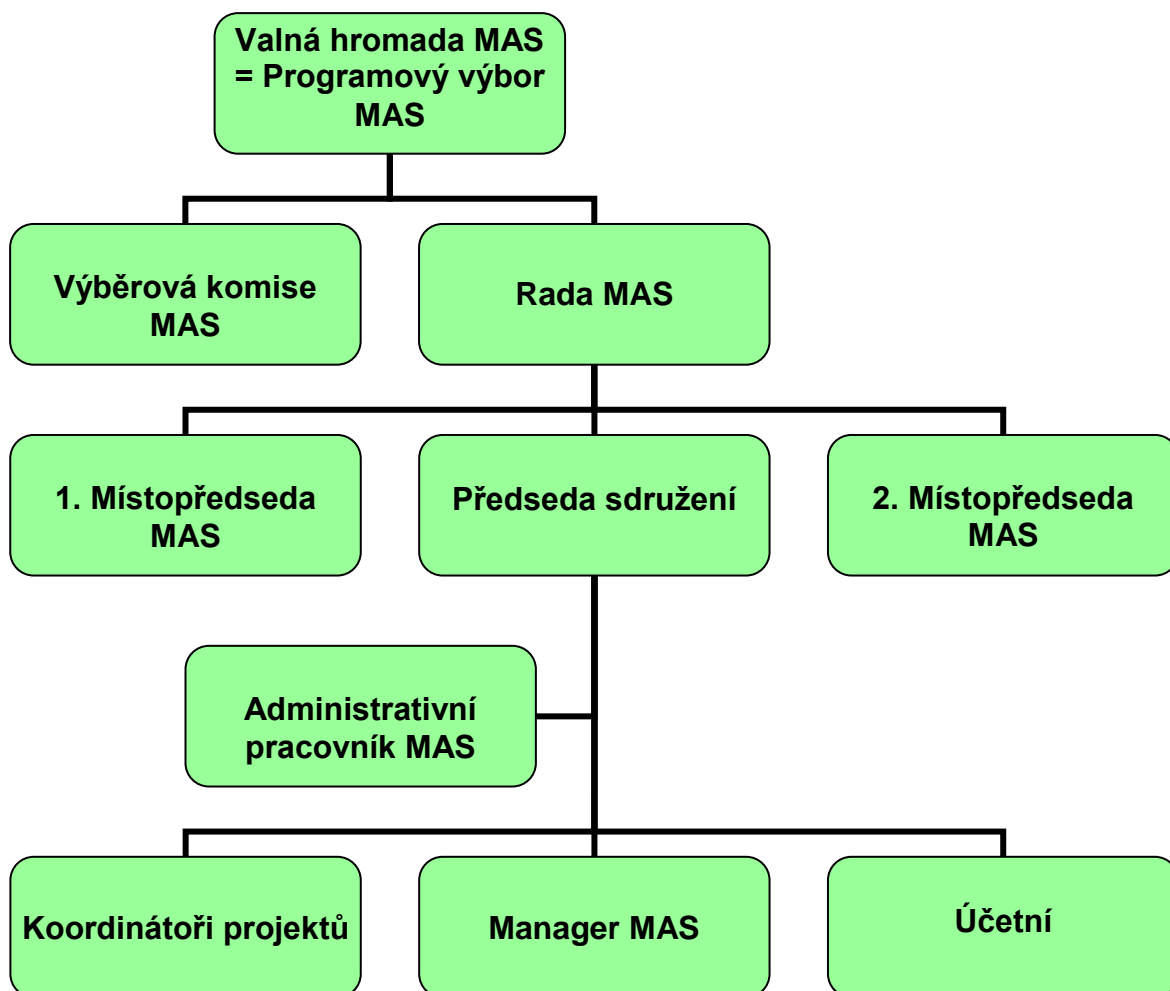 Valná hromada MAS
= Programový výbor
MAS
Výběrová komise
MAS
Rada MAS
1. Místopředseda
MAS
Předseda sdružení
2. Místopředseda
MAS
Administrativní
pracovník MAS
Koordinátoři projektů
Manager MAS
Účetní